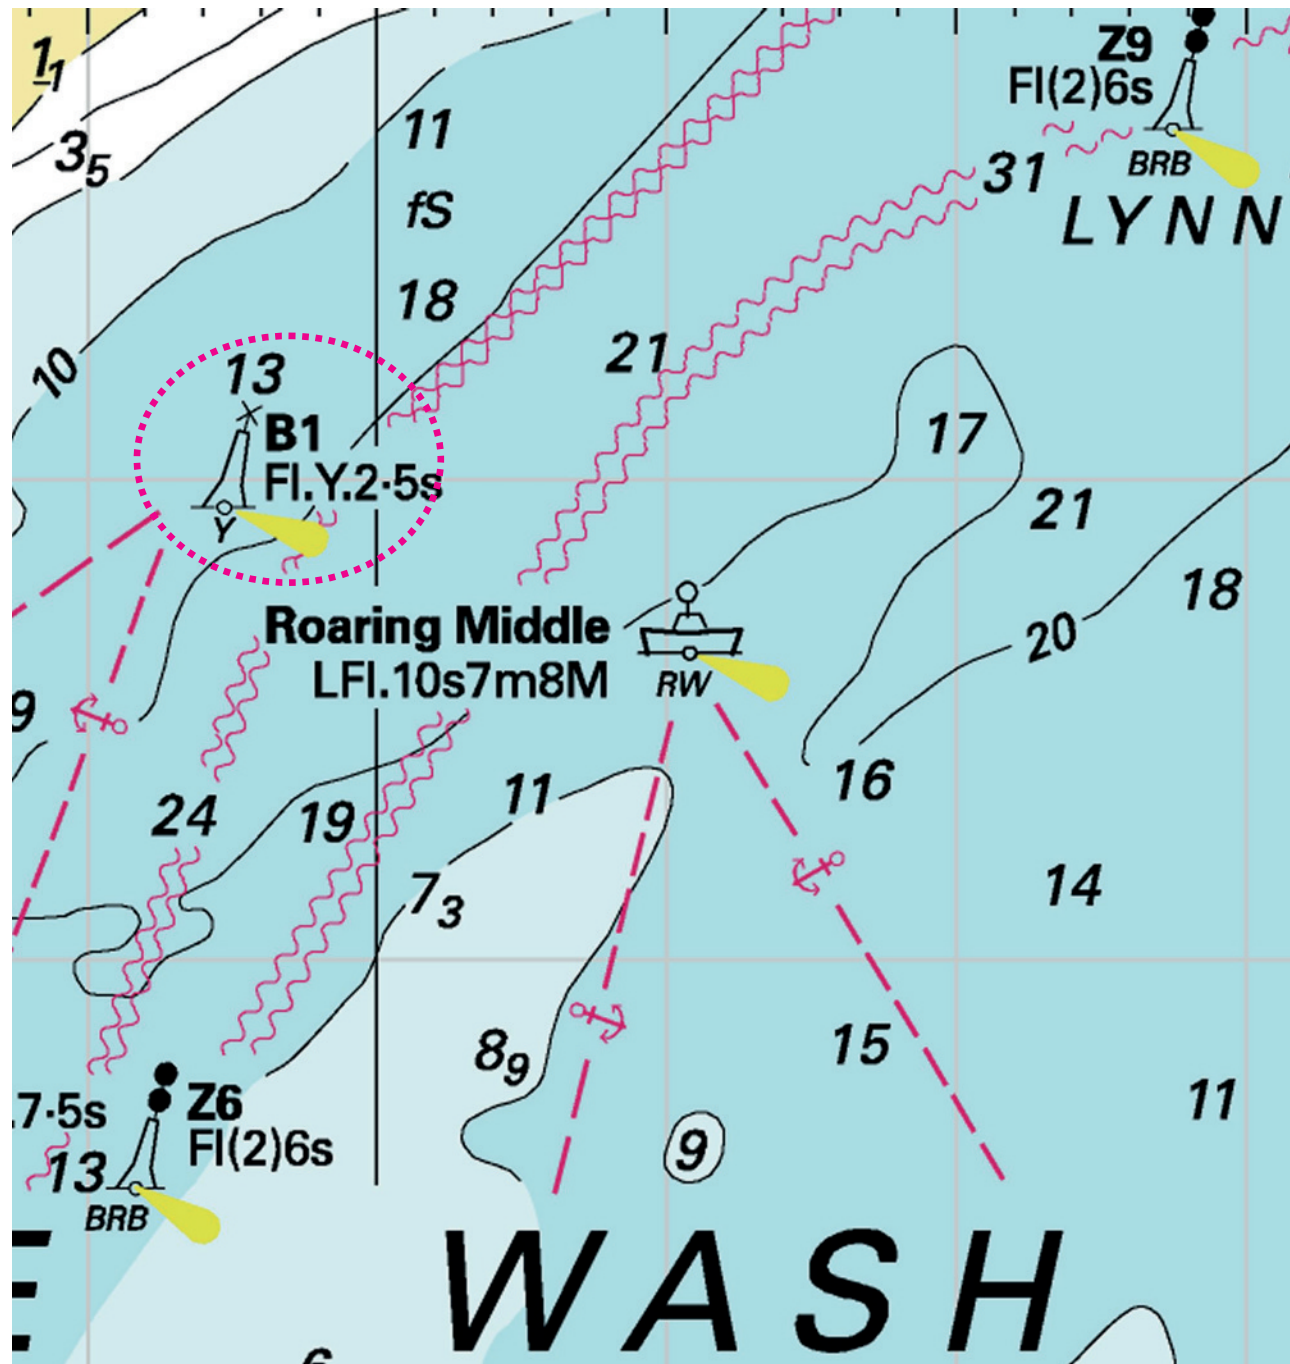 1₁
Z9
Fl(2)6s
11
3₅
BRB
31
fS
LYNN
18
21
13
10
B1
17
Fl.Y.2·5s
21
Y
18
Roaring Middle
20
LFl.10s7m8M
RW
9
16
11
24
19
14
7₃
15
8₉
.7·5s
Z6
11
Fl(2)6s
9
13
BRB
E
WASH